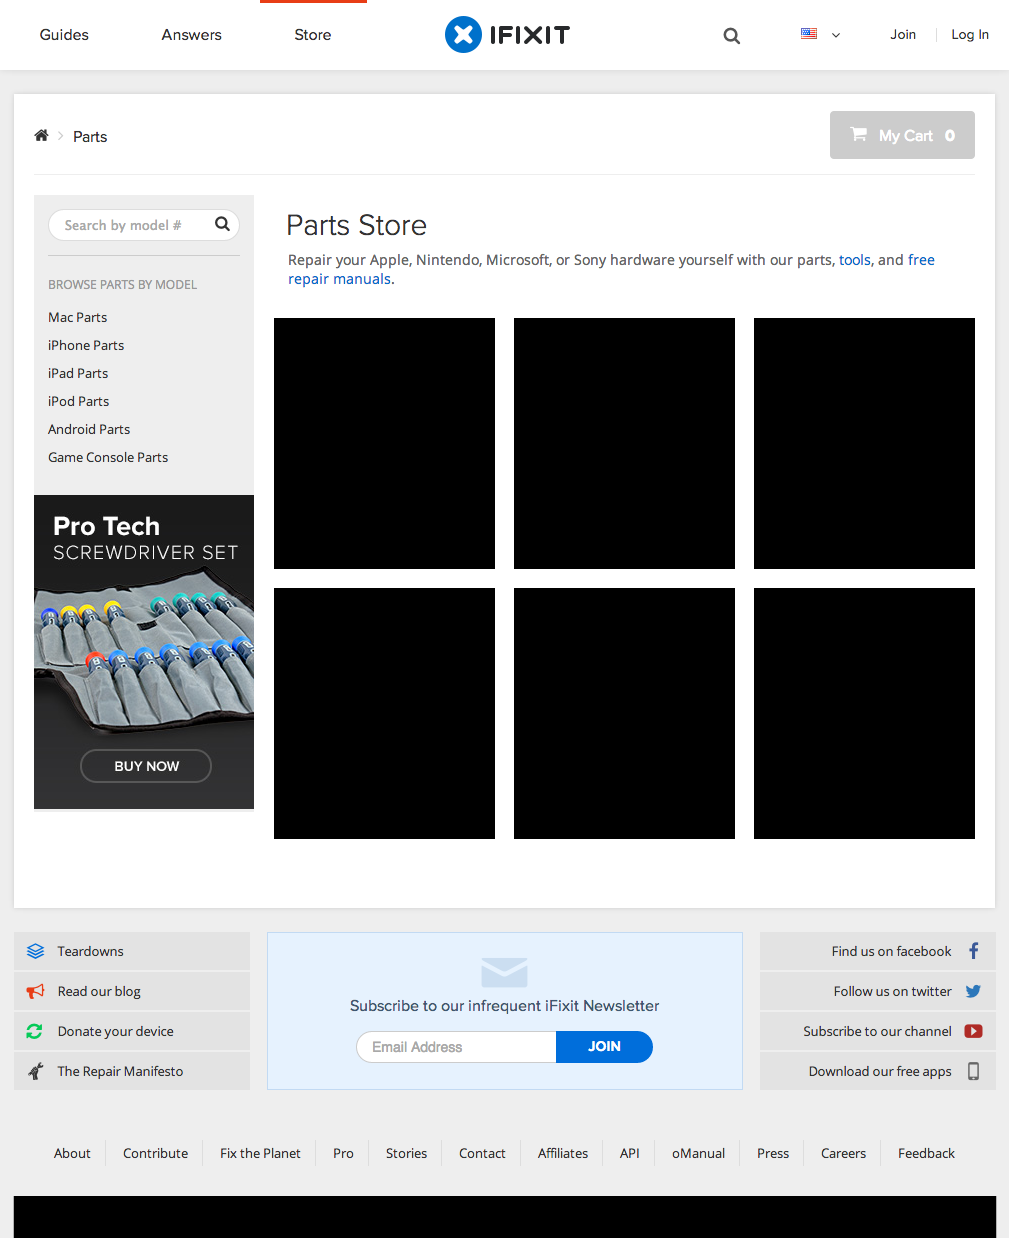 Guides
Answers
Store
IFIXIT
Join
Log In
Parts
My Cart 0
Search by model #
BROWSE PARTS BY MODEL
Mac Parts
iPhone Parts
iPad Parts
iPod Parts
Android Parts
Game Console Parts
Pro Tech
SCREWDRIVER SET
BUY NOW
Parts Store
Repair your Apple, Nintendo, Microsoft, or Sony hardware yourself with our parts, tools, and free
repair manuals.
Teardowns
Read our blog
Donate your device
The Repair Manifesto
Subscribe to our infrequent iFixit Newsletter
Email Address
JOIN
Find us on facebook
Follow us on twitter
Subscribe to our channel
Download our free apps
About
Contribute
Fix the Planet
Pro
Stories
Contact
Affiliates
API
oManual
Press
Careers
Feedback